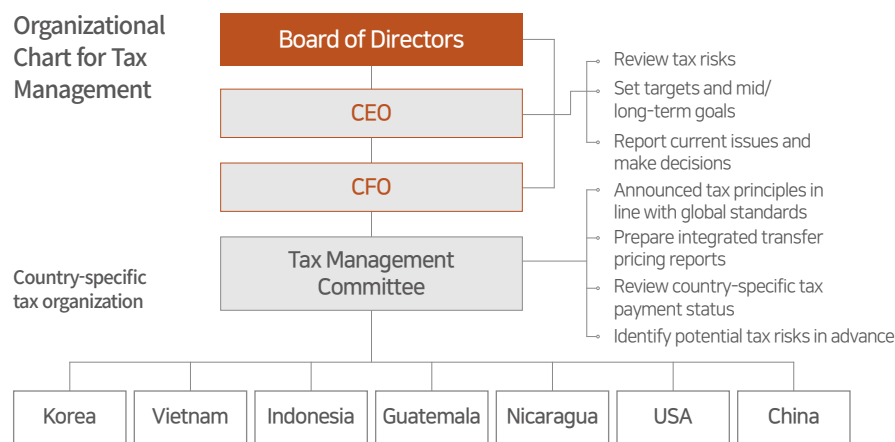 Organizational
Chart for Tax
Management
Board of Directors
CEO
CFO
Tax Management
Committee
Review tax risks
Set targets and mid/
long-term goals
Report current issues and
make decisions
Announced tax principles in
line with global standards
Prepare integrated transfer
pricing reports
Review country-specific tax
payment status
Identify potential tax risks in advance
Country-specific
tax organization
Korea
Vietnam
Indonesia
Guatemala
Nicaragua
USA
China